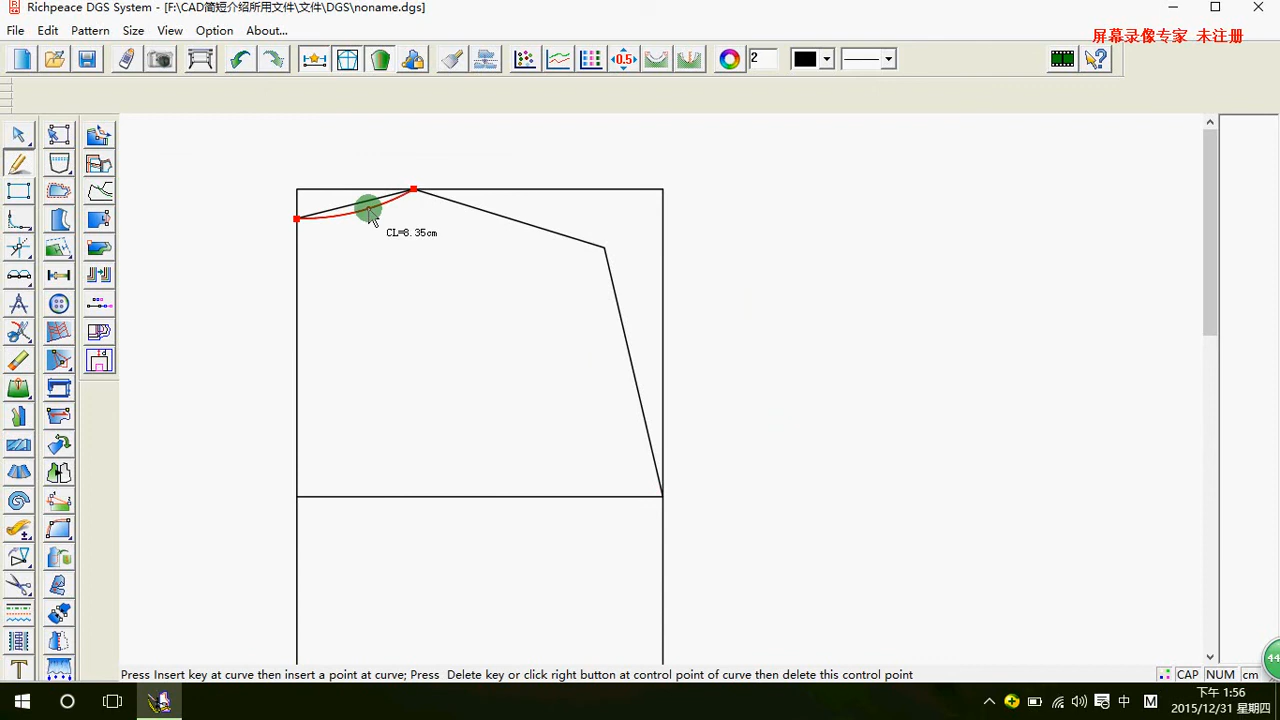 Richpeace DGS System - [F:\CAD简短介绍所用文件\文件\DGS\noname.dgs]
File Edit Pattern Size View Option About...
屏幕录像专家 未注册
0.5 2
CL=8.35cm
d
T
44
Press Insert key at curve then insert a point at curve; Press Delete key or click right button at control point of curve then delete this control point
CAP NUM cm
中 M
下午 1:56
2015/12/31 星期四